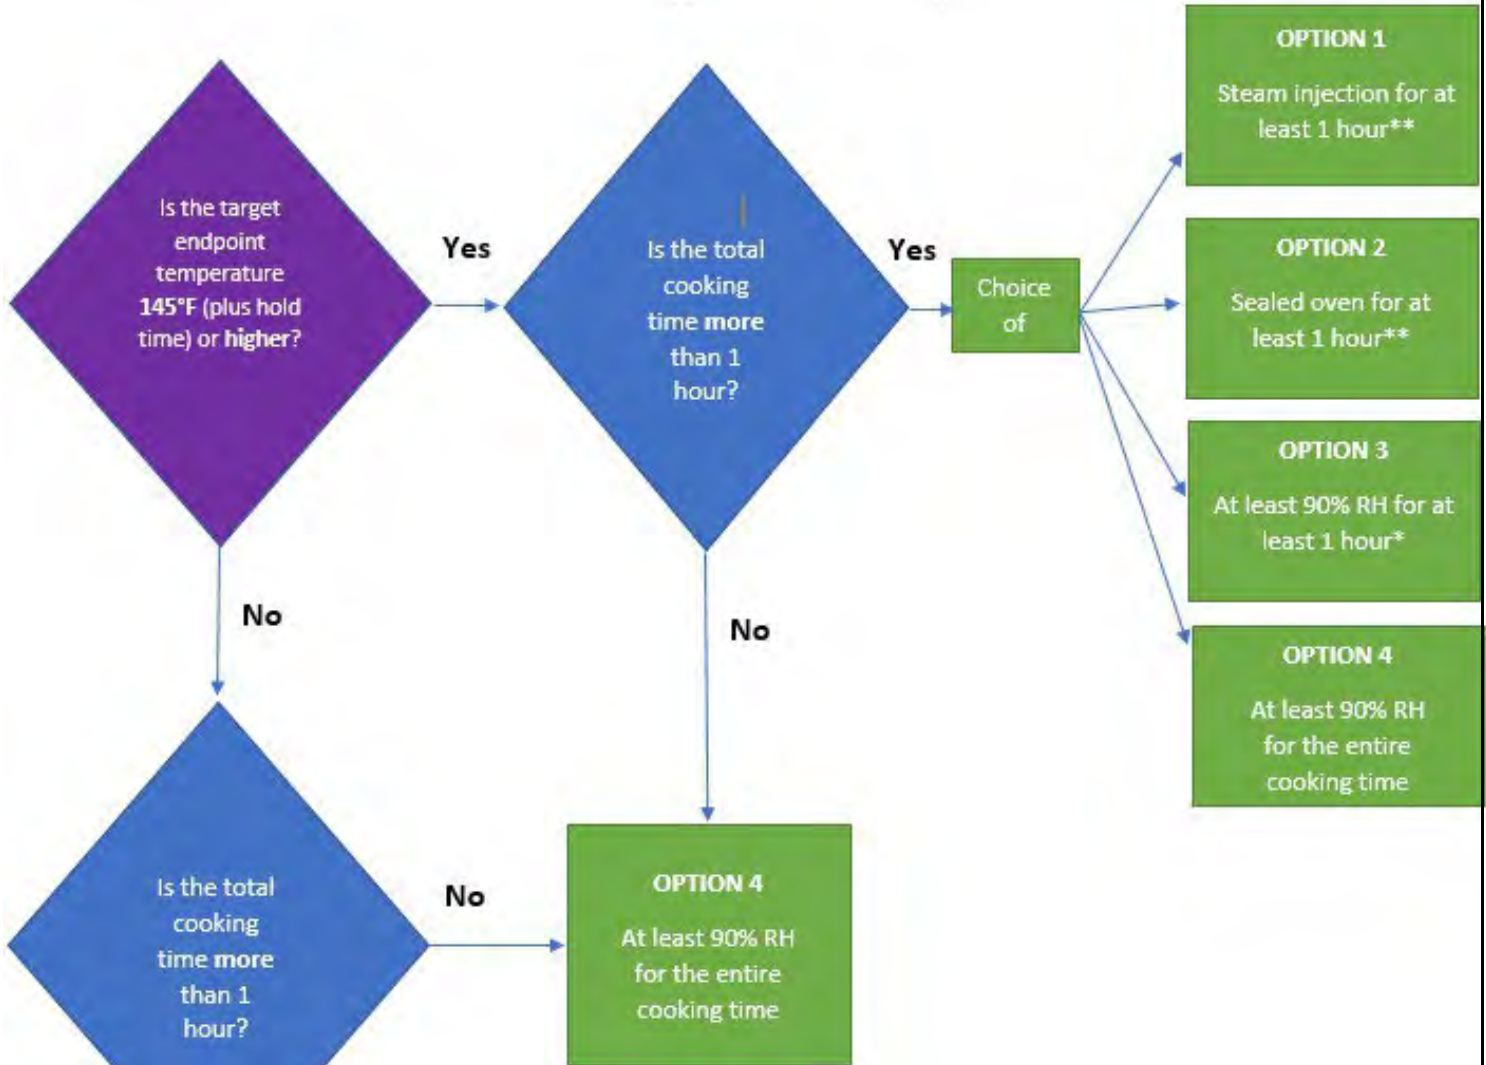 Is the target
endpoint
temperature
145°F (plus hold
time) or higher?
Yes
Is the total
cooking
time more
than 1
hour?
Yes
Choice
of
OPTION 1
Steam injection for at
least 1 hour**
OPTION 2
Sealed oven for at
least 1 hour**
OPTION 3
At least 90% RH for at
least 1 hour*
OPTION 4
At least 90% RH
for the entire
cooking time
No
No
Is the total
cooking
time more
than 1
hour?
No
OPTION 4
At least 90% RH
for the entire
cooking time